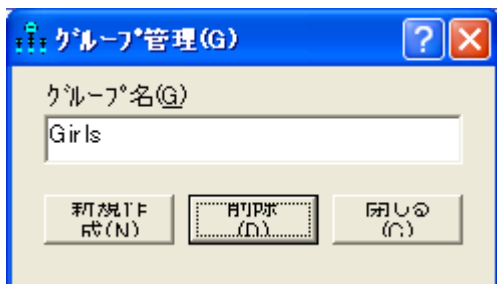 ｸﾞﾙｰﾌﾟ管理(G)
ｸﾞﾙｰﾌﾟ名(G)
Girls
新規作
成(N)
削除
(D)
閉じる
(C)